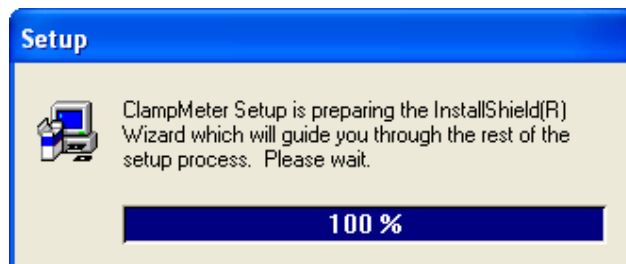 Setup
ClampMeter Setup is preparing the InstallShield(R)
Wizard which will guide you through the rest of the
setup process.  Please wait.
100 %